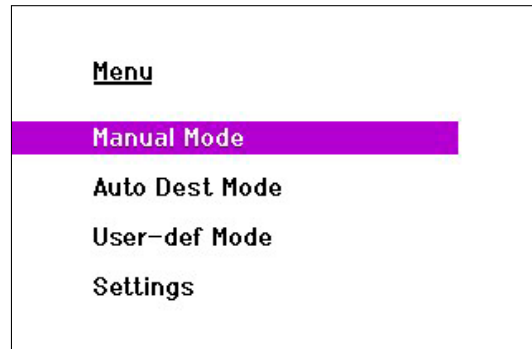 Menu
Manual Mode
Auto Dest Mode
User-def Mode
Settings